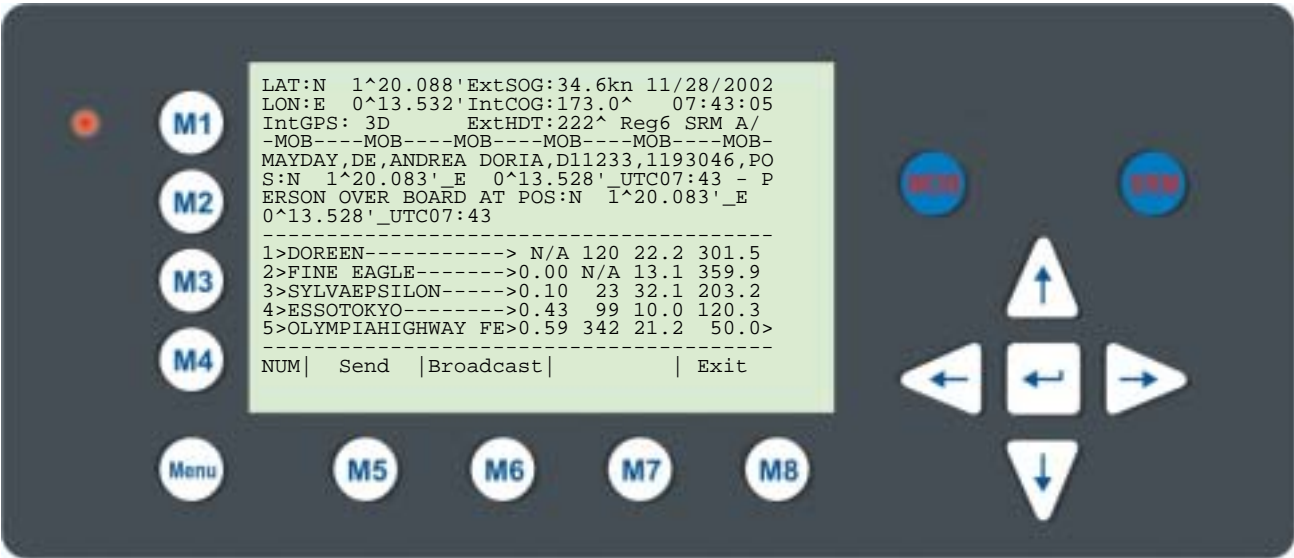 LAT:N  1^20.088'ExtSOG:34.6kn 11/28/2002
LON:E  0^13.532'IntCOG:173.0^   07:43:05
IntGPS: 3D      ExtHDT:222^ Reg6 SRM A/
-MOB----MOB----MOB----MOB----MOB----MOB-
MAYDAY,DE,ANDREA DORIA,D11233,1193046,PO
S:N  1^20.083'_E  0^13.528'_UTC07:43 - P
ERSON OVER BOARD AT POS:N  1^20.083'_E
0^13.528'_UTC07:43
----------------------------------------
1>DOREEN-----------> N/A 120 22.2 301.5
2>FINE EAGLE------->0.00 N/A 13.1 359.9
3>SYLVAEPSILON----->0.10  23 32.1 203.2
4>ESSOTOKYO-------->0.43  99 10.0 120.3
5>OLYMPIAHIGHWAY FE>0.59 342 21.2  50.0>
----------------------------------------
NUM|  Send  |Broadcast|         | Exit
M1
M2
M3
M4
Menu
M5
M6
M7
M8
MOB
SRM